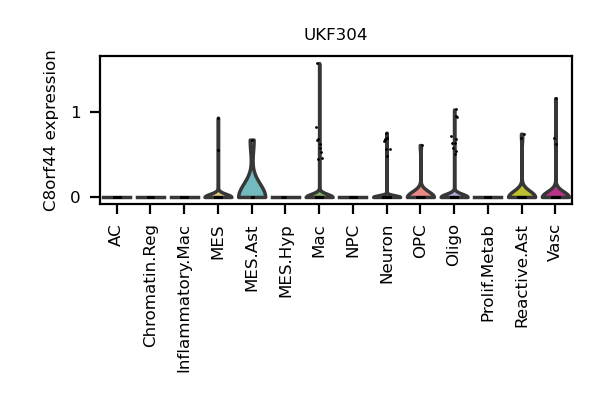 UKF304
C8orf44 expression
1
0
AC
Chromatin.Reg
Inflammatory.Mac
MES
MES.Ast
MES.Hyp
Mac
NPC
Neuron
OPC
Oligo
Prolif.Metab
Reactive.Ast
Vasc